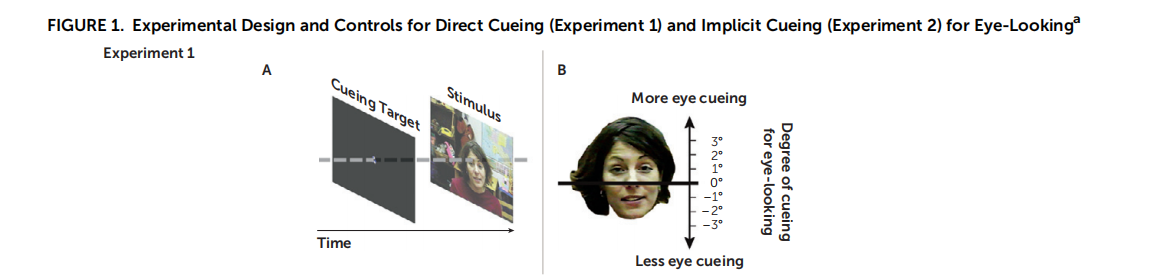 FIGURE 1. Experimental Design and Controls for Direct Cueing (Experiment 1) and Implicit Cueing (Experiment 2) for Eye-Looking^a
Experiment 1
A
Cueing Target
Stimulus
Time
B
More eye cueing
3°
2°
1°
0°
−1°
−2°
−3°
Less eye cueing
Degree of cueing
for eye-looking